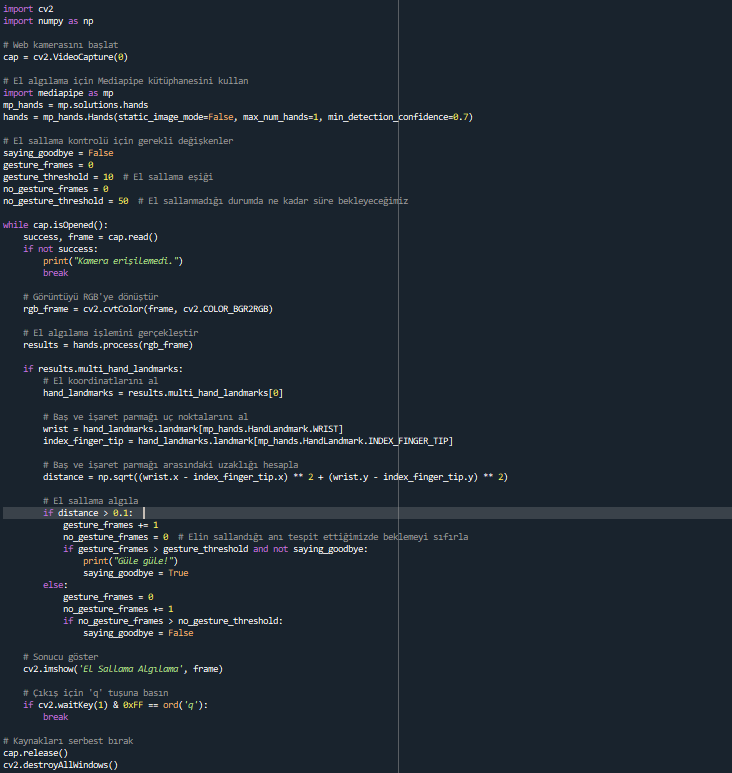 import cv2
import numpy as np

# Web kamerasını başlat
cap = cv2.VideoCapture(0)

# El algılama için Mediapipe kütüphanesini kullan
import mediapipe as mp
mp_hands = mp.solutions.hands
hands = mp_hands.Hands(static_image_mode=False, max_num_hands=1, min_detection_confidence=0.7)

# El sallama kontrolü için gerekli değişkenler
saying_goodbye = False
gesture_frames = 0
gesture_threshold = 10  # El sallama eşiği
no_gesture_frames = 0
no_gesture_threshold = 50  # El sallanmadığı durumda ne kadar süre bekleyeceğimiz

while cap.isOpened():
    success, frame = cap.read()
    if not success:
        print("Kamera erişilemedi.")
        break

    # Görüntüyü RGB'ye dönüştür
    rgb_frame = cv2.cvtColor(frame, cv2.COLOR_BGR2RGB)

    # El algılama işlemini gerçekleştir
    results = hands.process(rgb_frame)

    if results.multi_hand_landmarks:
        # El koordinatlarını al
        hand_landmarks = results.multi_hand_landmarks[0]

        # Baş ve işaret parmağı uç noktalarını al
        wrist = hand_landmarks.landmark[mp_hands.HandLandmark.WRIST]
        index_finger_tip = hand_landmarks.landmark[mp_hands.HandLandmark.INDEX_FINGER_TIP]

        # Baş ve işaret parmağı arasındaki uzaklığı hesapla
        distance = np.sqrt((wrist.x - index_finger_tip.x) ** 2 + (wrist.y - index_finger_tip.y) ** 2)

        # El sallama algıla
        if distance > 0.1:
            gesture_frames += 1
            no_gesture_frames = 0  # Elin sallandığı anı tespit ettiğimizde beklemeyi sıfırla
            if gesture_frames > gesture_threshold and not saying_goodbye:
                print("Güle güle!")
                saying_goodbye = True
        else:
            gesture_frames = 0
            no_gesture_frames += 1
            if no_gesture_frames > no_gesture_threshold:
                saying_goodbye = False

    # Sonucu göster
    cv2.imshow('El Sallama Algılama', frame)

    # Çıkış için 'q' tuşuna basın
    if cv2.waitKey(1) & 0xFF == ord('q'):
        break

# Kaynakları serbest bırak
cap.release()
cv2.destroyAllWindows()